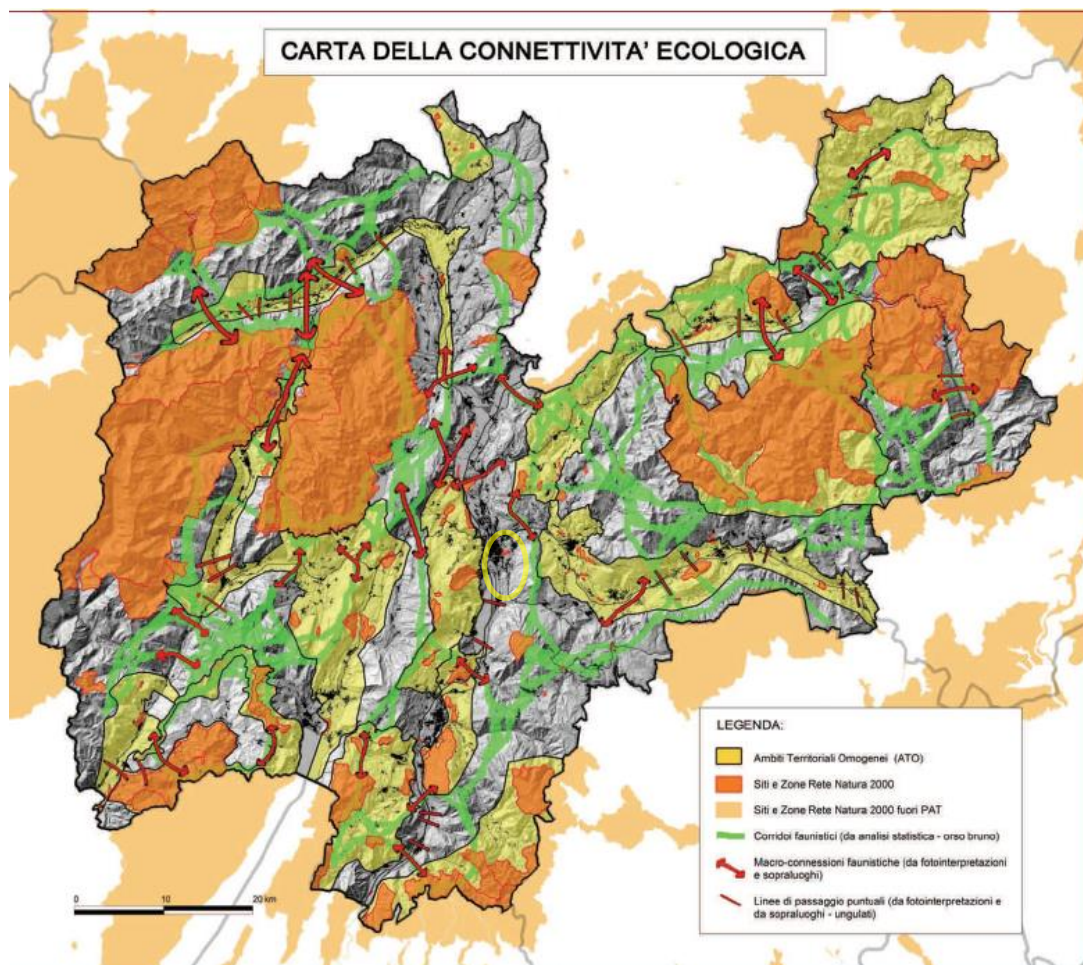 CARTA DELLA CONNETTIVITA' ECOLOGICA
LEGENDA:
Ambiti Territoriali Omogenei (ATO)
Siti e Zone Rete Natura 2000
Siti e Zone Rete Natura 2000 fuori PAT
Corridoi faunistici (da analisi statistica - orso bruno)
Macro-connessioni faunistiche (da fotointerpretazioni
e sopraluoghi)
Linee di passaggio puntuali (da fotointerpretazioni e
da sopraluoghi - ungulati)
0 10 20 km